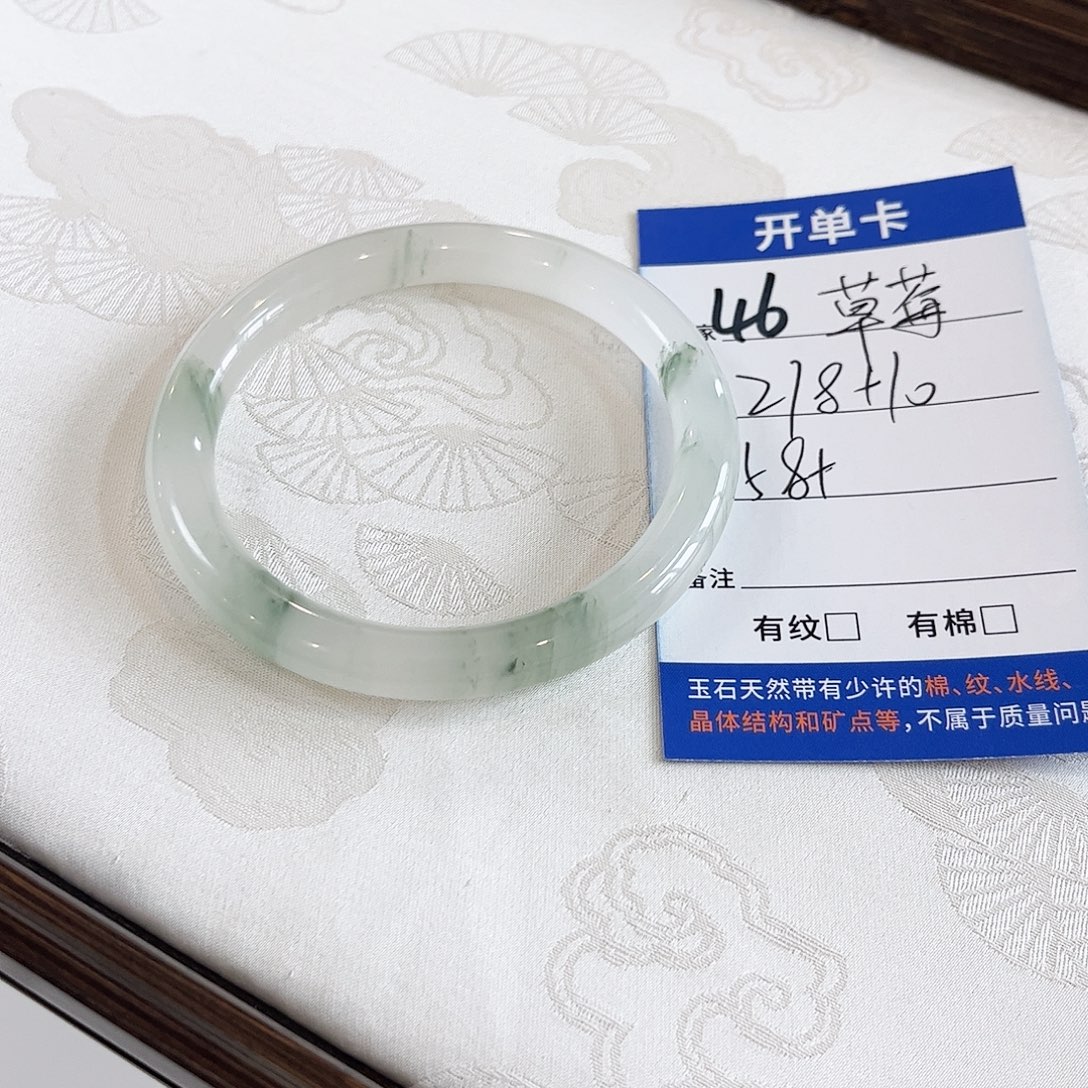 开单卡
46 草莓
218+10
58+
备注
有纹□ 有棉□
玉石天然带有少许的棉、纹、水线、
晶体结构和矿点等，不属于质量问题